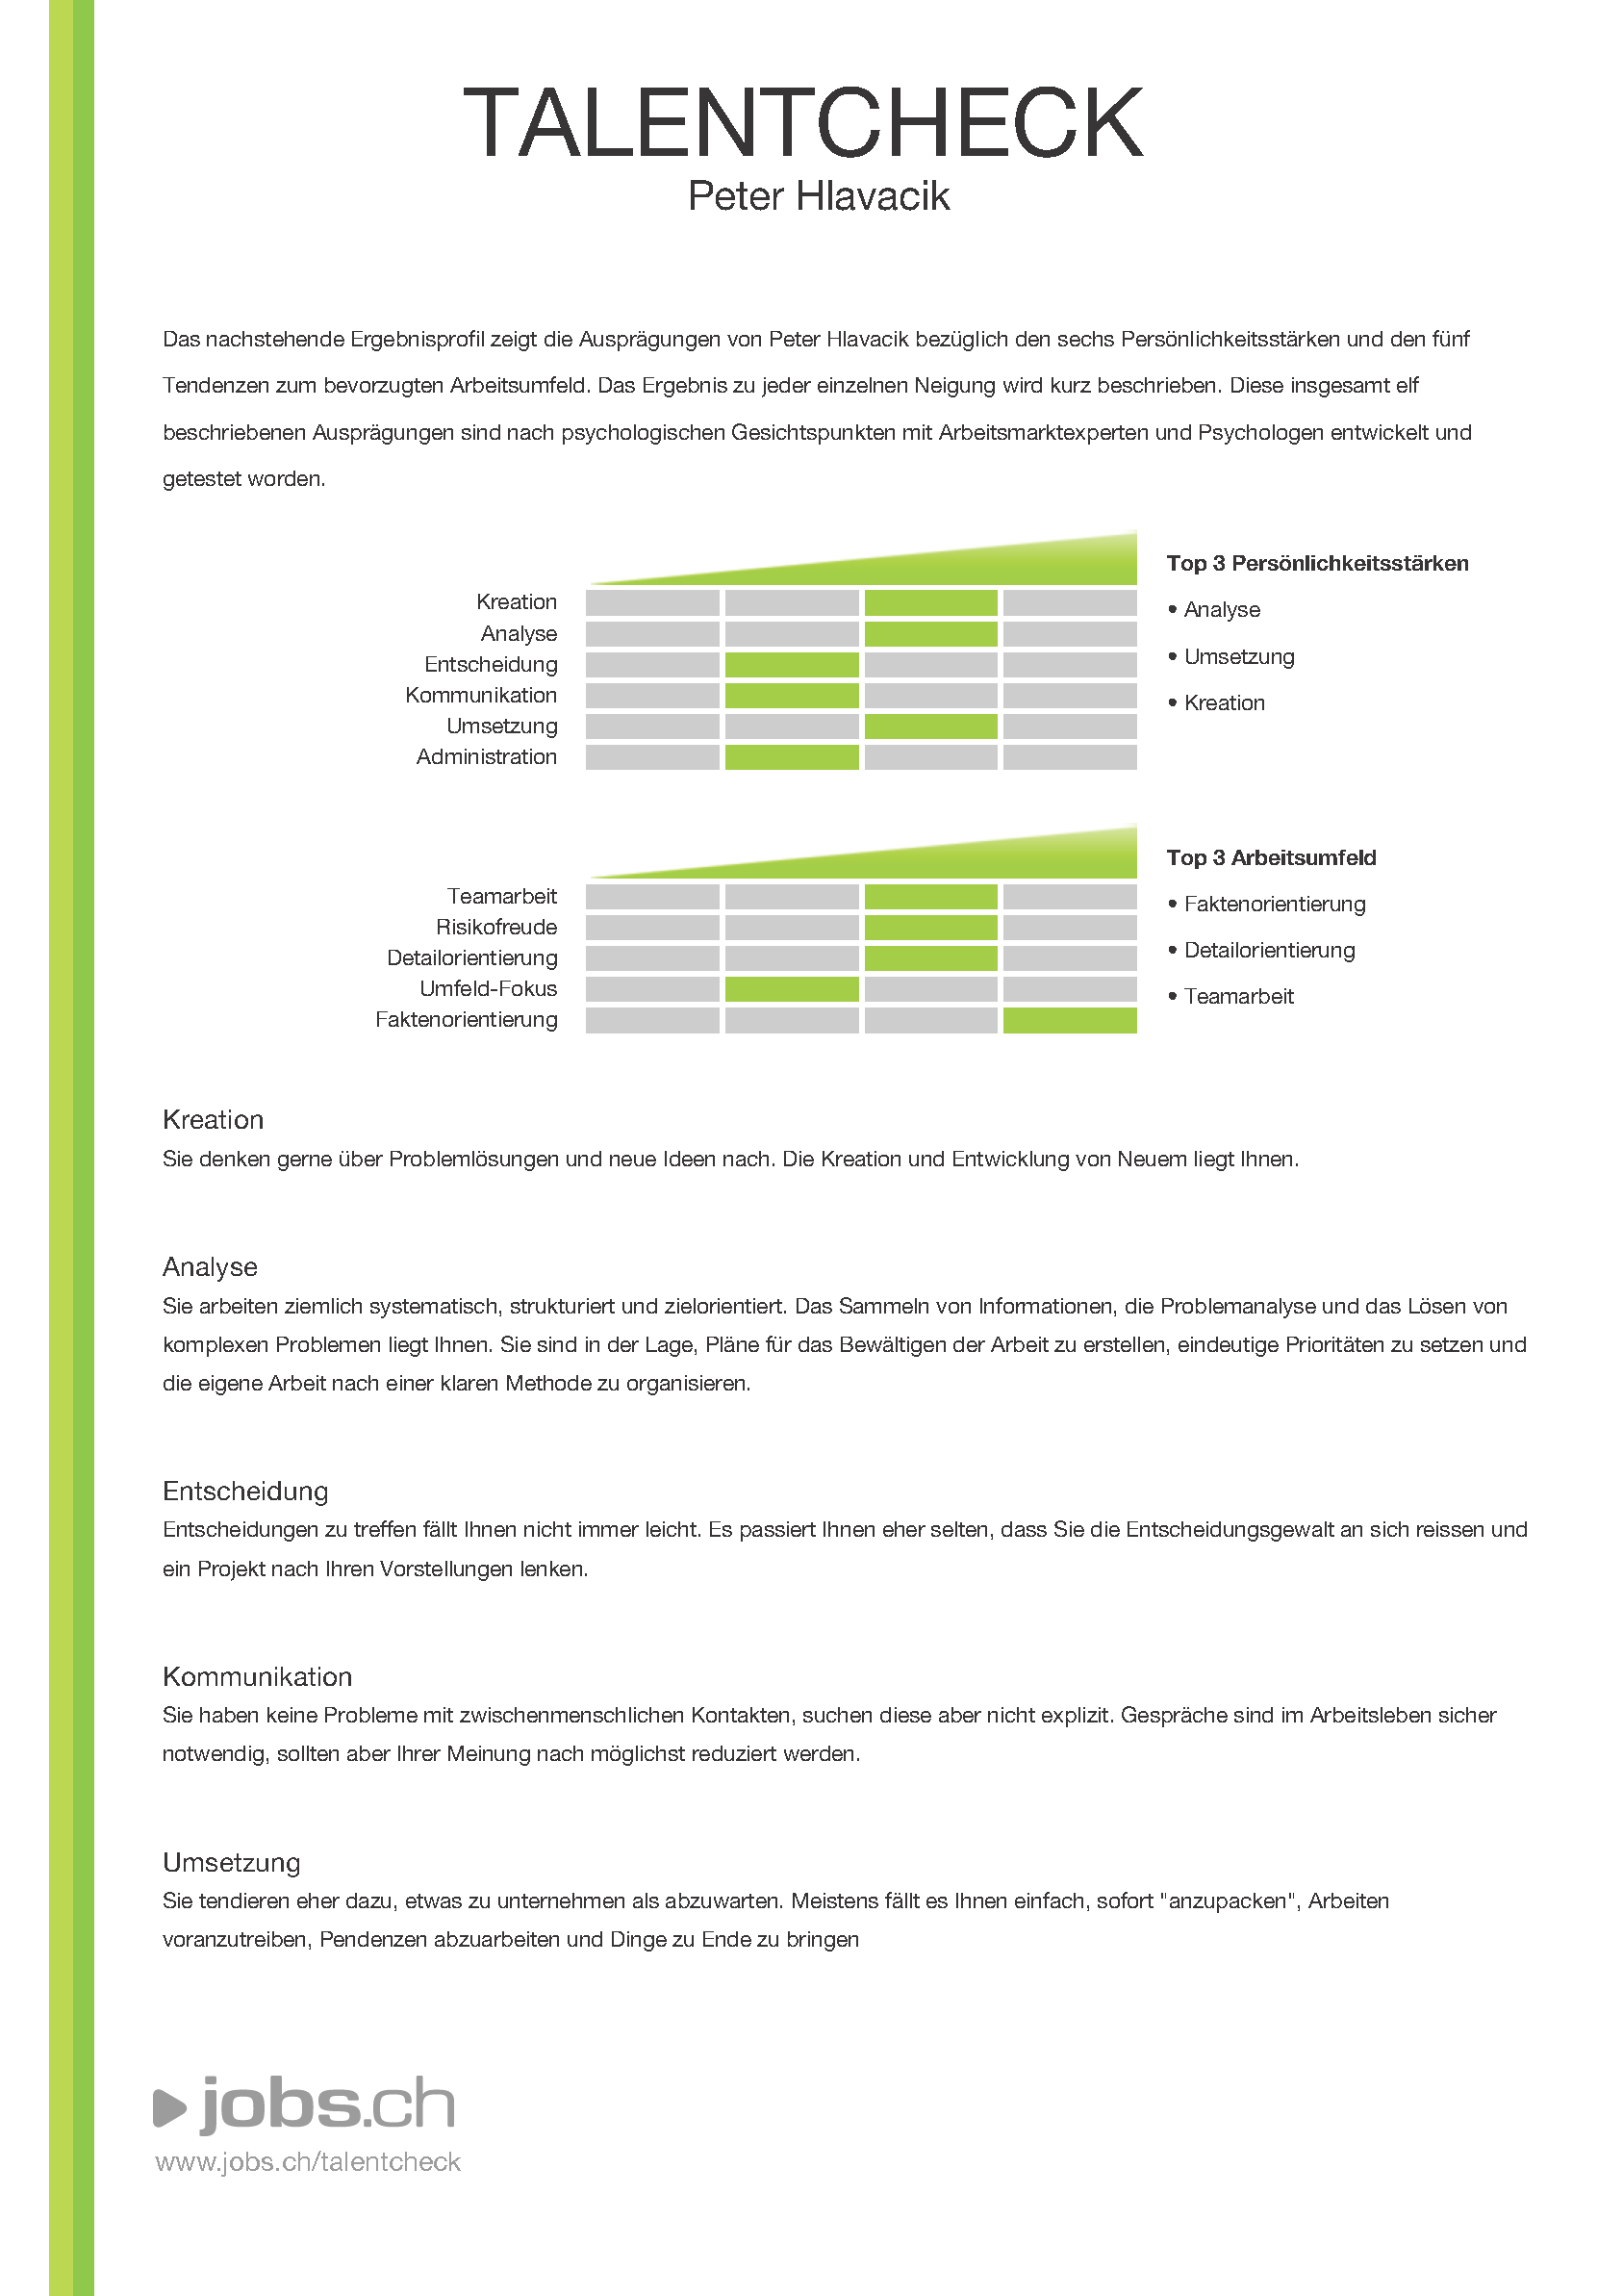 TALENTCHECK
Peter Hlavacik
Das nachstehende Ergebnisprofil zeigt die Ausprägungen von Peter Hlavacik bezüglich den sechs Persönlichkeitsstärken und den fünf
Tendenzen zum bevorzugten Arbeitsumfeld. Das Ergebnis zu jeder einzelnen Neigung wird kurz beschrieben. Diese insgesamt elf
beschriebenen Ausprägungen sind nach psychologischen Gesichtspunkten mit Arbeitsmarktexperten und Psychologen entwickelt und
getestet worden.
Kreation
Analyse
Entscheidung
Kommunikation
Umsetzung
Administration
Top 3 Persönlichkeitsstärken
• Analyse
• Umsetzung
• Kreation
Teamarbeit
Risikofreude
Detailorientierung
Umfeld-Fokus
Faktenorientierung
Top 3 Arbeitsumfeld
• Faktenorientierung
• Detailorientierung
• Teamarbeit
Kreation
Sie denken gerne über Problemlösungen und neue Ideen nach. Die Kreation und Entwicklung von Neuem liegt Ihnen.
Analyse
Sie arbeiten ziemlich systematisch, strukturiert und zielorientiert. Das Sammeln von Informationen, die Problemanalyse und das Lösen von
komplexen Problemen liegt Ihnen. Sie sind in der Lage, Pläne für das Bewältigen der Arbeit zu erstellen, eindeutige Prioritäten zu setzen und
die eigene Arbeit nach einer klaren Methode zu organisieren.
Entscheidung
Entscheidungen zu treffen fällt Ihnen nicht immer leicht. Es passiert Ihnen eher selten, dass Sie die Entscheidungsgewalt an sich reissen und
ein Projekt nach Ihren Vorstellungen lenken.
Kommunikation
Sie haben keine Probleme mit zwischenmenschlichen Kontakten, suchen diese aber nicht explizit. Gespräche sind im Arbeitsleben sicher
notwendig, sollten aber Ihrer Meinung nach möglichst reduziert werden.
Umsetzung
Sie tendieren eher dazu, etwas zu unternehmen als abzuwarten. Meistens fällt es Ihnen einfach, sofort "anzupacken", Arbeiten
voranzutreiben, Pendenzen abzuarbeiten und Dinge zu Ende zu bringen
jobs.ch
www.jobs.ch/talentcheck